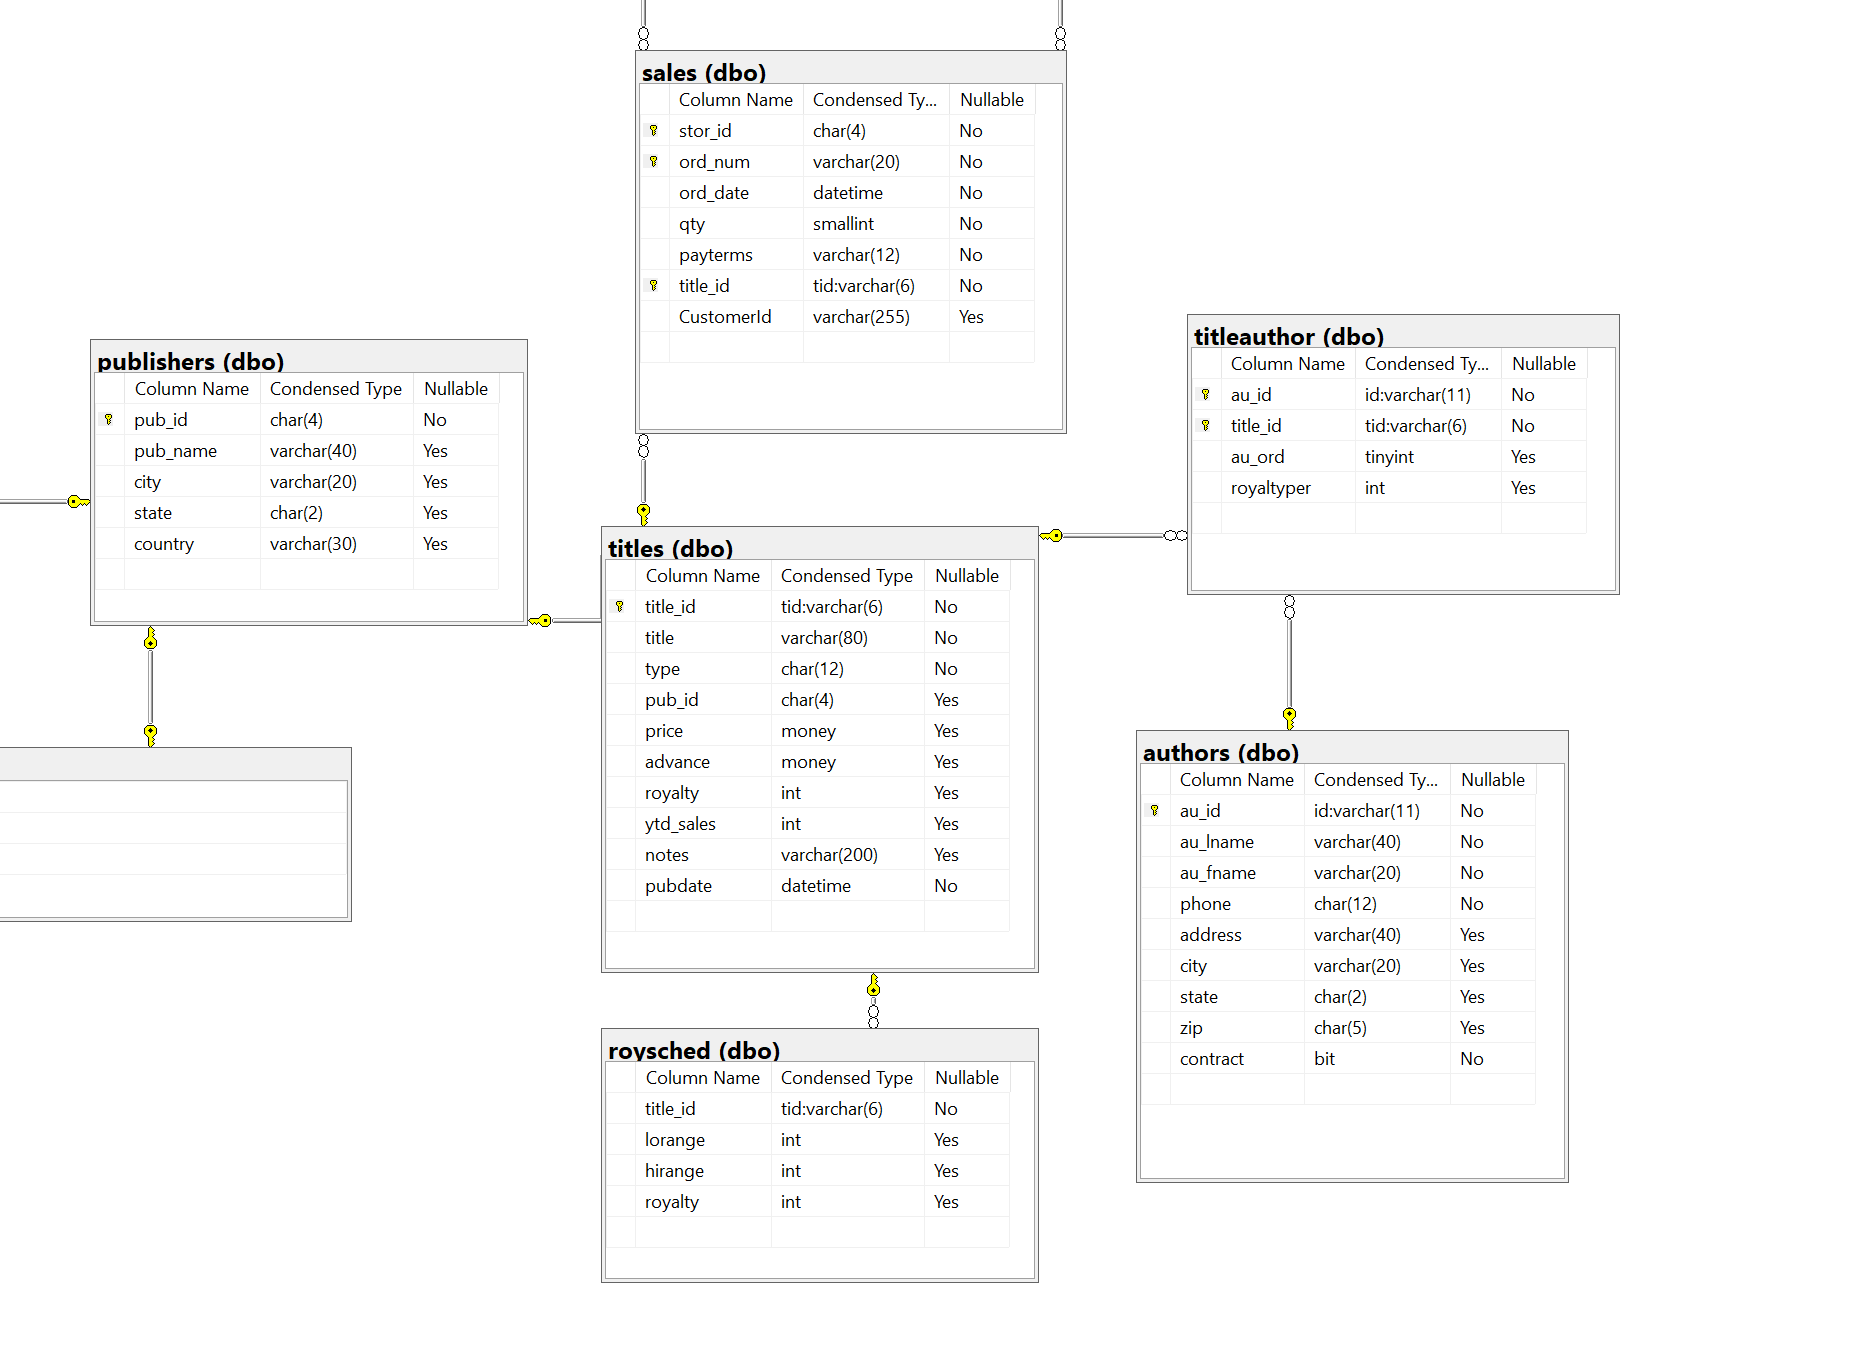 sales (dbo)
Column Name Condensed Ty... Nullable
stor_id char(4) No
ord_num varchar(20) No
ord_date datetime No
qty smallint No
payterms varchar(12) No
title_id tid:varchar(6) No
CustomerId varchar(255) Yes
publishers (dbo)
Column Name Condensed Type Nullable
pub_id char(4) No
pub_name varchar(40) Yes
city varchar(20) Yes
state char(2) Yes
country varchar(30) Yes
titleauthor (dbo)
Column Name Condensed Ty... Nullable
au_id id:varchar(11) No
title_id tid:varchar(6) No
au_ord tinyint Yes
royaltyper int Yes
titles (dbo)
Column Name Condensed Type Nullable
title_id tid:varchar(6) No
title varchar(80) No
type char(12) No
pub_id char(4) Yes
price money Yes
advance money Yes
royalty int Yes
ytd_sales int Yes
notes varchar(200) Yes
pubdate datetime No
authors (dbo)
Column Name Condensed Ty... Nullable
au_id id:varchar(11) No
au_lname varchar(40) No
au_fname varchar(20) No
phone char(12) No
address varchar(40) Yes
city varchar(20) Yes
state char(2) Yes
zip char(5) Yes
contract bit No
roysched (dbo)
Column Name Condensed Type Nullable
title_id tid:varchar(6) No
lorange int Yes
hirange int Yes
royalty int Yes